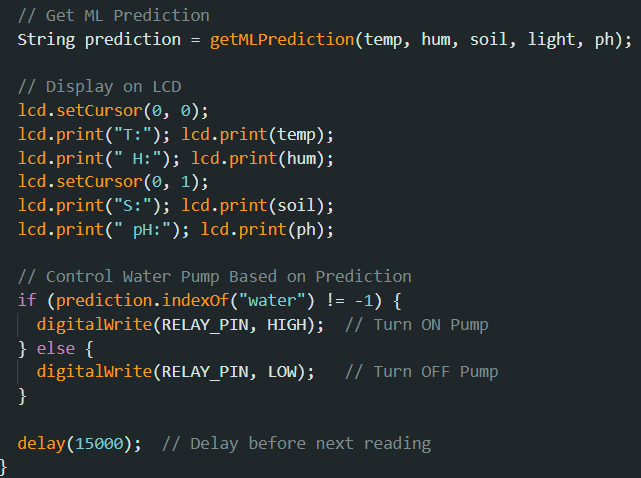 // Get ML Prediction
String prediction = getMLPrediction(temp, hum, soil, light, ph);
// Display on LCD
lcd.setCursor(0, 0);
lcd.print("T:"); lcd.print(temp);
lcd.print(" H:"); lcd.print(hum);
lcd.setCursor(0, 1);
lcd.print("S:"); lcd.print(soil);
lcd.print(" pH:"); lcd.print(ph);
// Control Water Pump Based on Prediction
if (prediction.indexOf("water") != -1) {
digitalWrite(RELAY_PIN, HIGH);  // Turn ON Pump
} else {
digitalWrite(RELAY_PIN, LOW);   // Turn OFF Pump
}
delay(15000);  // Delay before next reading
}